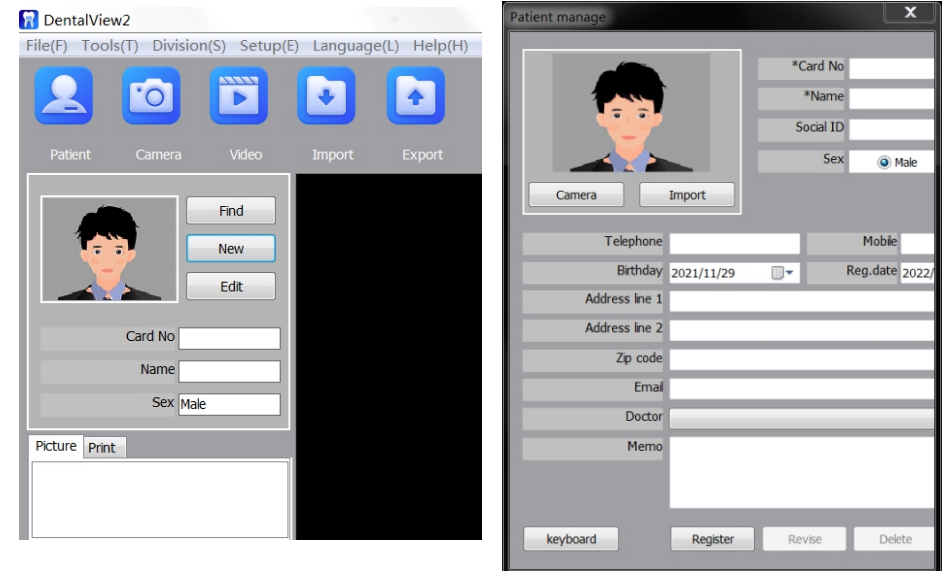 DentalView2
File(F) Tools(T) Division(S) Setup(E) Language(L) Help(H)
Patient Camera Video Import Export
Find
New
Edit
Card No
Name
Sex Male
Picture Print
Patient manage
X
*Card No
*Name
Social ID
Sex Male
Camera Import
Telephone Mobile
Birthday 2021/11/29 Reg.date 2022/
Address line 1
Address line 2
Zip code
Email
Doctor
Memo
keyboard Register Revise Delete